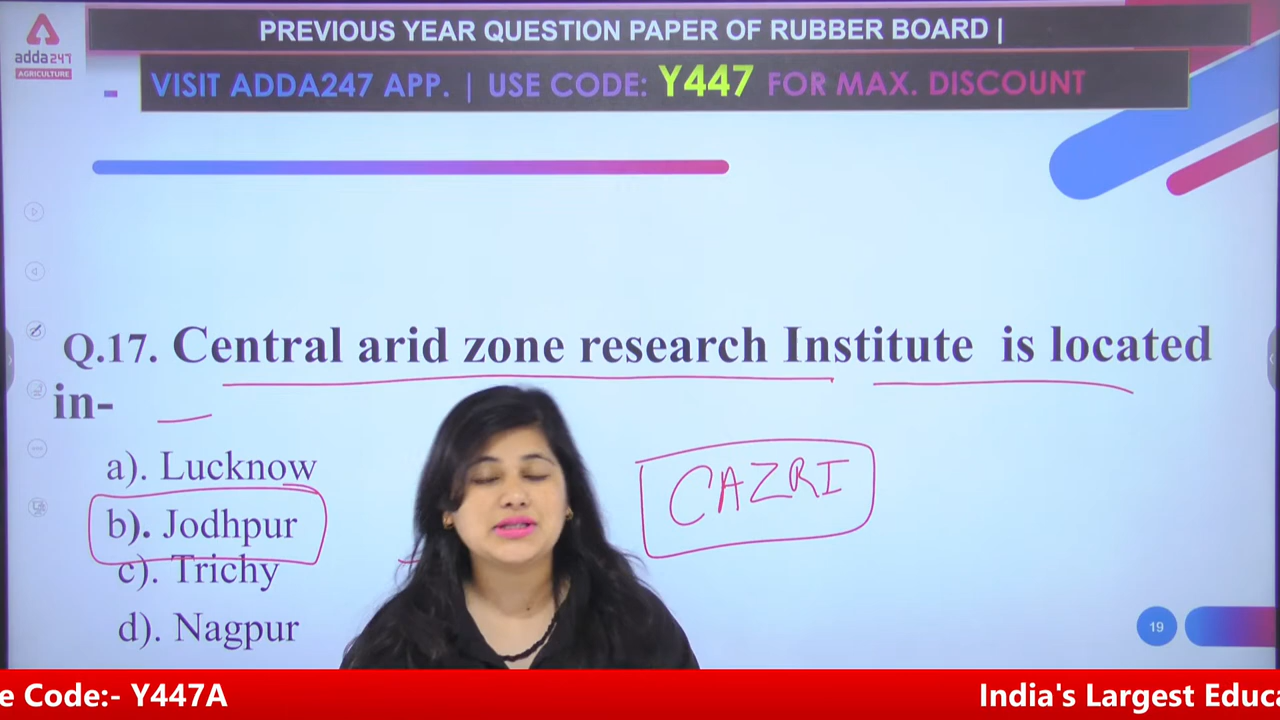 adda247
AGRICULTURE
PREVIOUS YEAR QUESTION PAPER OF RUBBER BOARD |
VISIT ADDA247 APP. | USE CODE: Y447 FOR MAX. DISCOUNT
Q.17. Central arid zone research Institute is located
in-
a). Lucknow
b). Jodhpur
c). Trichy
d). Nagpur
CAZRI
19
e Code:- Y447A
India's Largest Educa